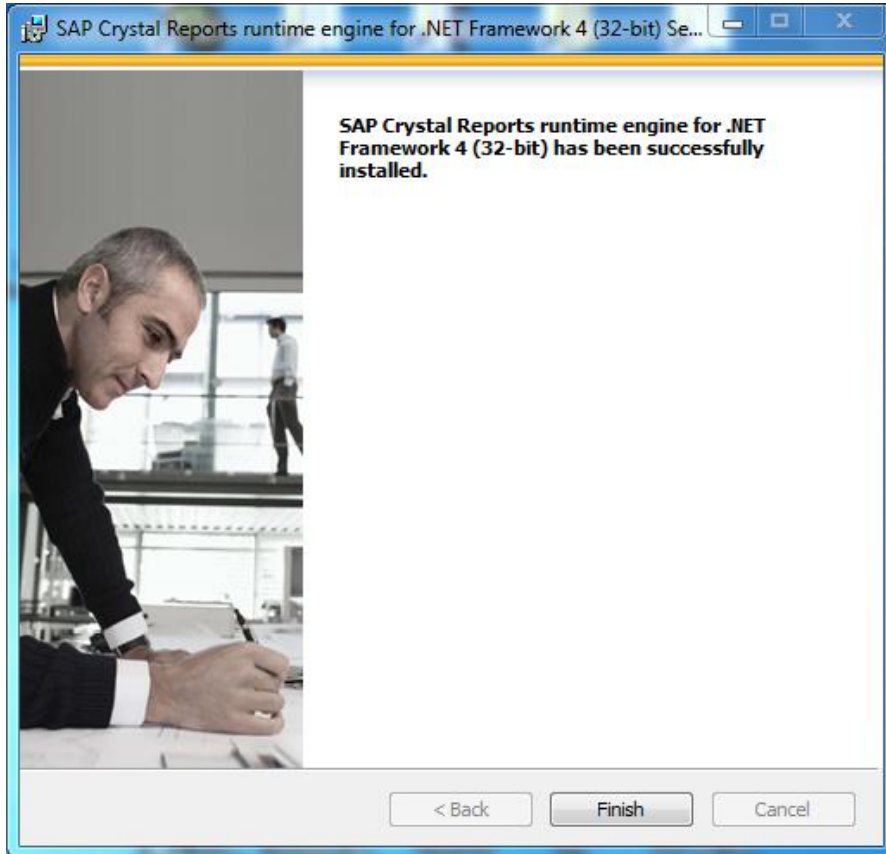 SAP Crystal Reports runtime engine for .NET Framework 4 (32-bit) Se...
SAP Crystal Reports runtime engine for .NET
Framework 4 (32-bit) has been successfully
installed.
< Back Finish Cancel